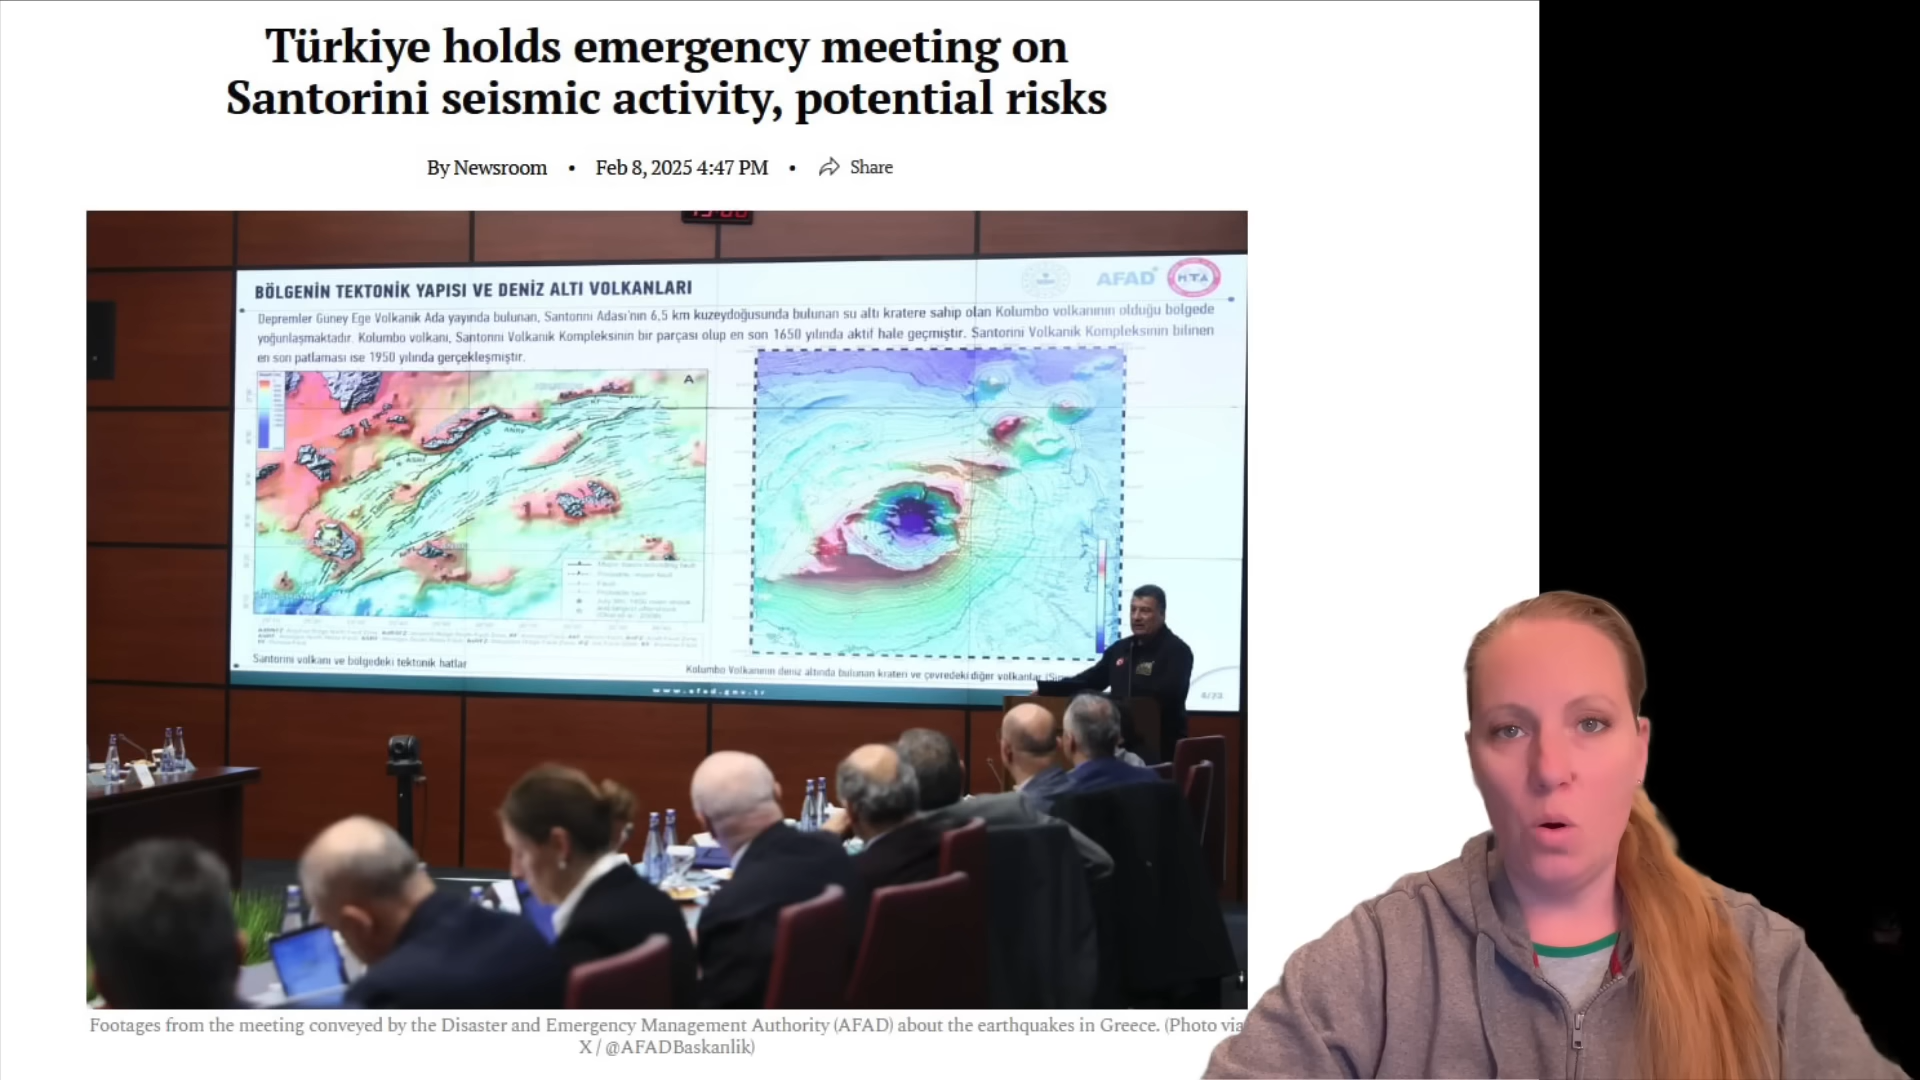 Türkiye holds emergency meeting on
Santorini seismic activity, potential risks
By Newsroom • Feb 8, 2025 4:47 PM • Share
BÖLGENİN TEKTONİK YAPISI VE DENİZ ALTI VOLKANLARI
AFAD
MTA
Depremler Güney Ege Volkanik Ada yayında bulunan, Santorini Adası'nın 6,5 km kuzeydoğusunda bulunan su altı kratere sahip olan Kolumbo volkanının olduğu bölgede
yoğunlaşmaktadır. Kolumbo volkanı, Santorini Volkanik Kompleksinin bir parçası olup en son 1650 yılında aktif hale geçmiştir. Santorini Volkanik Kompleksinin bilinen
en son patlaması ise 1950 yılında gerçekleşmiştir.
A
Santorini volkanı ve bölgedeki tektonik hatlar
Kolumbo Volkanının deniz altında bulunan krateri ve çevredeki diğer volkanlar
www.afad.gov.tr
Footages from the meeting conveyed by the Disaster and Emergency Management Authority (AFAD) about the earthquakes in Greece. (Photo via
X / @AFADBaskanlik)